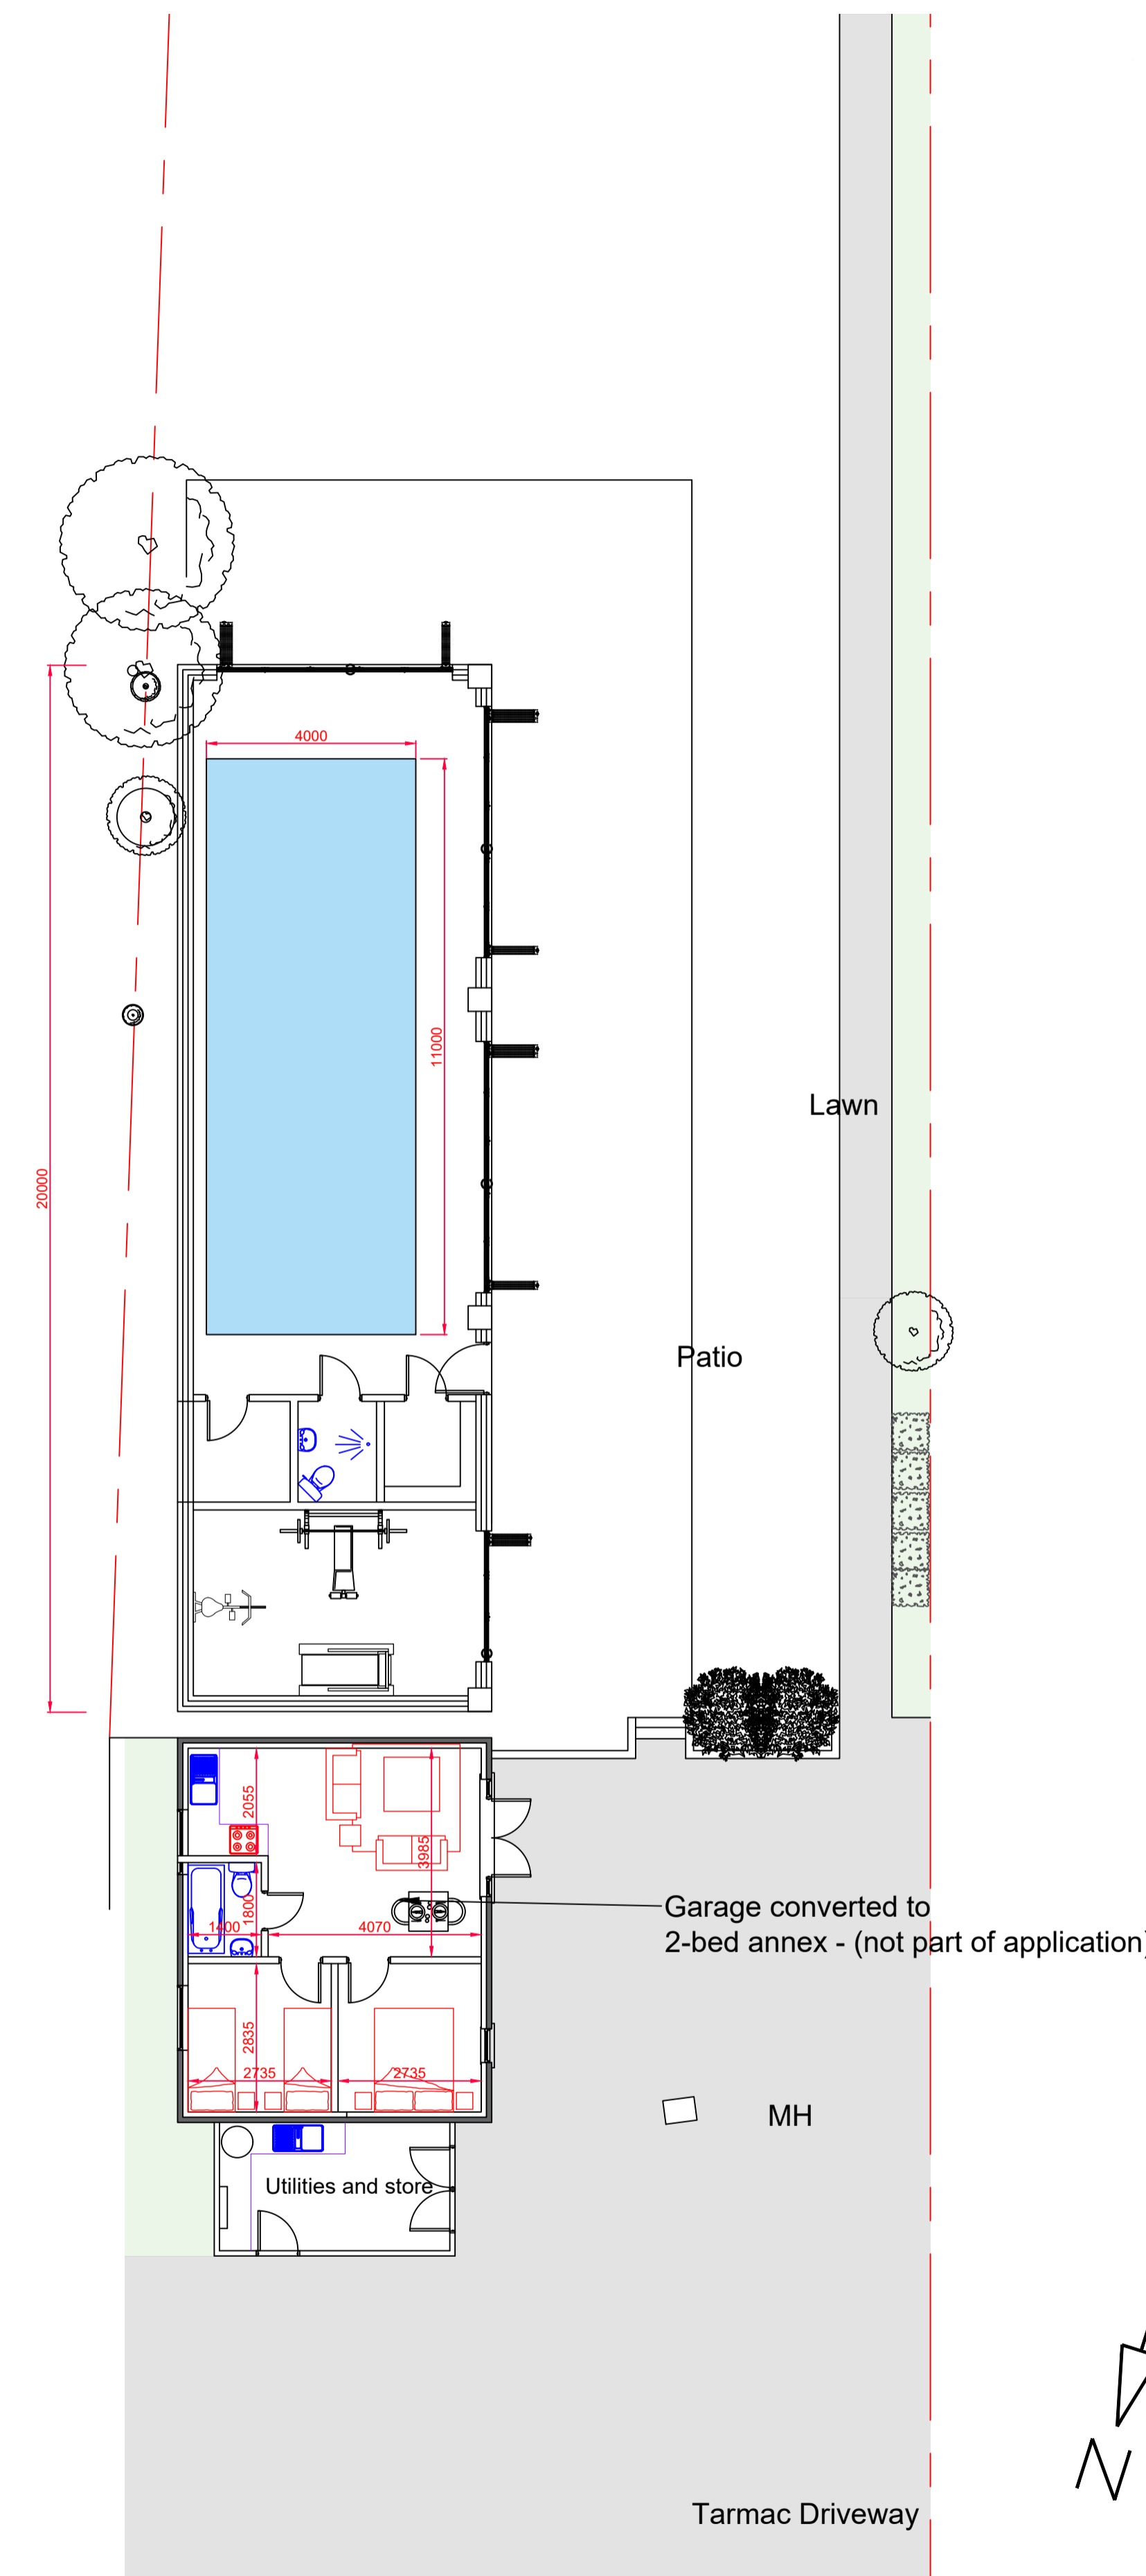 4000
11000
20000
Lawn
Patio
2055
3985
Garage converted to
2-bed annex - (not part of application)
1800
1400
4070
2835
2735
2735
MH
Utilities and store
N
Tarmac Driveway